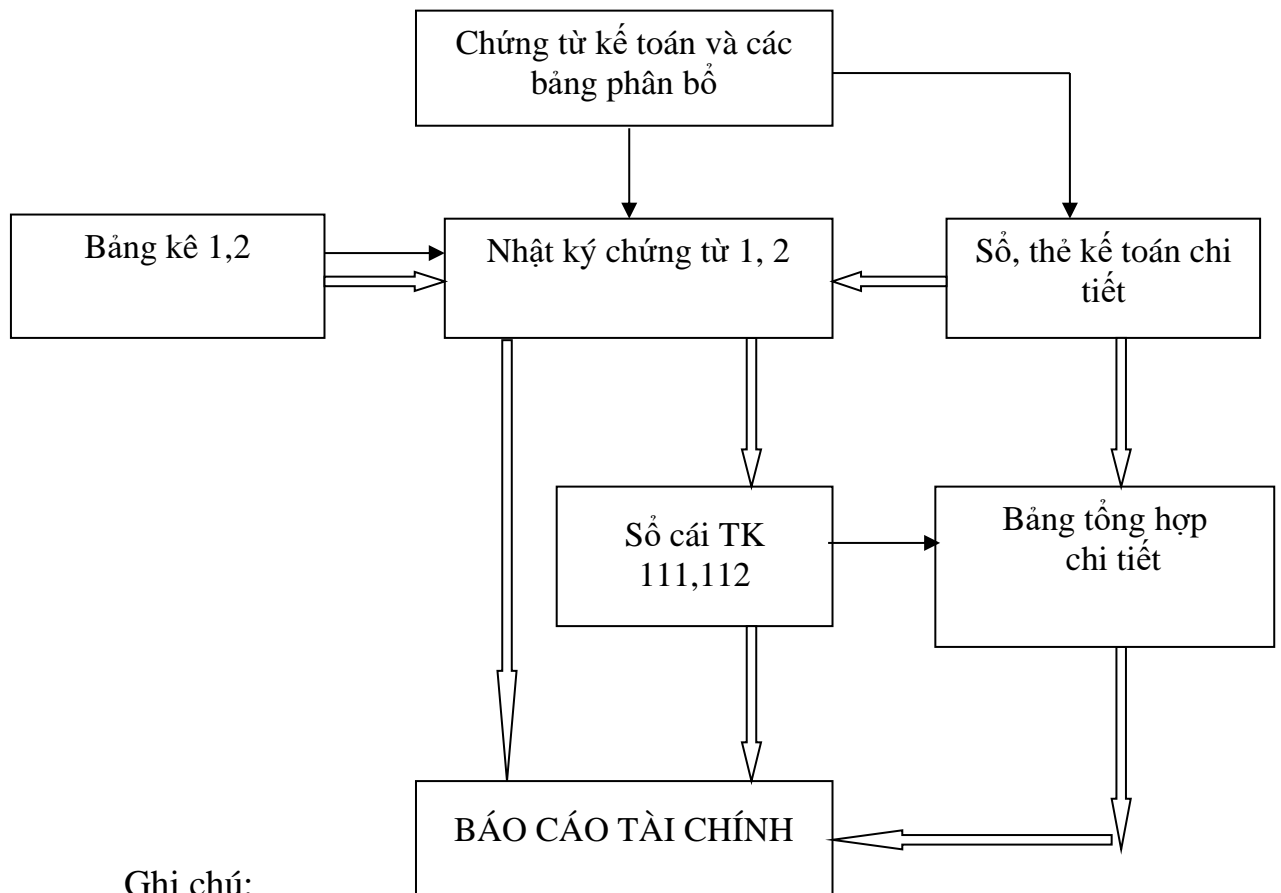 Chứng từ kế toán và các
bảng phân bổ
Bảng kê 1,2
Nhật ký chứng từ 1, 2
Sổ, thẻ kế toán chi
tiết
Sổ cái TK
111,112
Bảng tổng hợp
chi tiết
BÁO CÁO TÀI CHÍNH
Ghi chú: